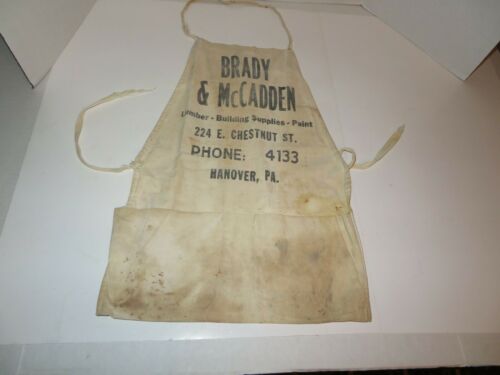 BRADY
& McCADDEN
Lumber - Building Supplies - Paint
224 E. CHESTNUT ST.
PHONE: 4133
HANOVER, PA.